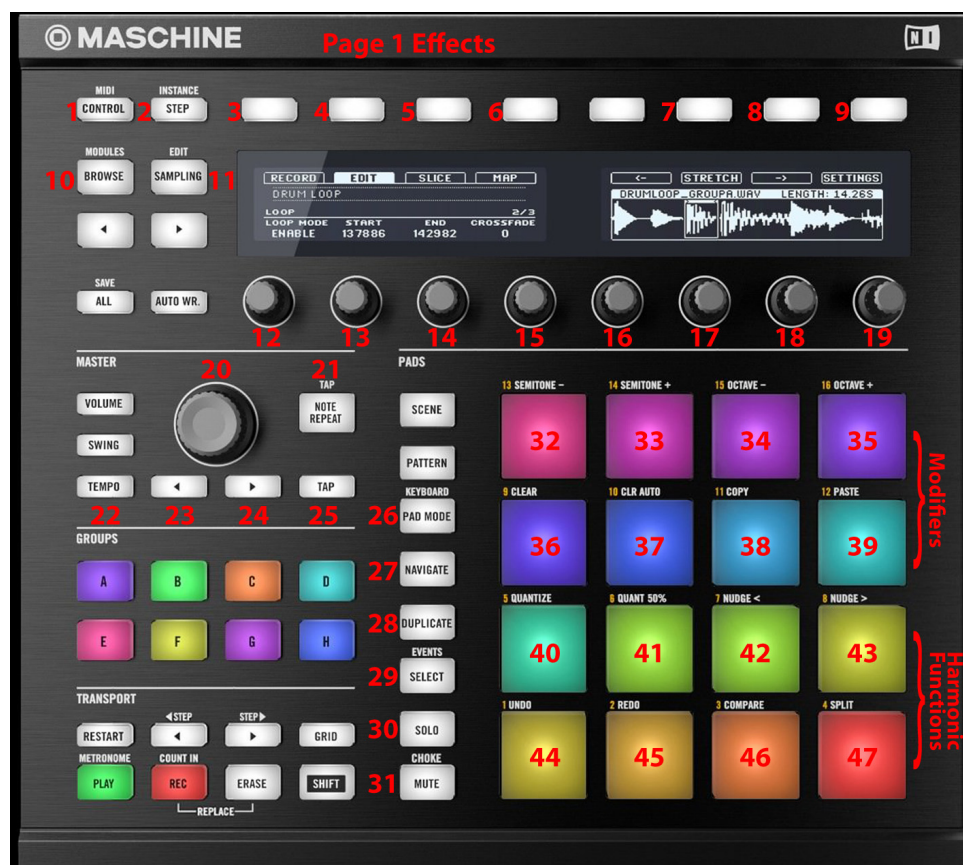 MASCHINE
Page 1 Effects
NI
MIDI
INSTANCE
1 CONTROL 2 STEP 3 4 5 6 7 8 9
MODULES
EDIT
10 BROWSE SAMPLING 11
RECORD EDIT SLICE MAP
DRUM LOOP
LOOP 2/3
LOOP MODE START END CROSSFADE
ENABLE 137886 142982 0
<- STRETCH -> SETTINGS
DRUMLOOP_GROUPA.WAV LENGTH: 14.26S
SAVE
ALL AUTO WR.
12 13 14 15 16 17 18 19
MASTER
20 21
TAP
VOLUME
NOTE
REPEAT
SWING
TEMPO TAP
22 23 24 25
GROUPS
A B C D
E F G H
TRANSPORT
◀STEP STEP▶
RESTART GRID
METRONOME COUNT IN
PLAY REC ERASE SHIFT
REPLACE
PADS
SCENE
PATTERN
KEYBOARD
26 PAD MODE
27 NAVIGATE
28 DUPLICATE
EVENTS
29 SELECT
30 SOLO
CHOKE
31 MUTE
13 SEMITONE - 14 SEMITONE + 15 OCTAVE - 16 OCTAVE +
32 33 34 35
9 CLEAR 10 CLR AUTO 11 COPY 12 PASTE
36 37 38 39
Modifiers
5 QUANTIZE 6 QUANT 50% 7 NUDGE < 8 NUDGE >
40 41 42 43
1 UNDO 2 REDO 3 COMPARE 4 SPLIT
44 45 46 47
Harmonic
Functions